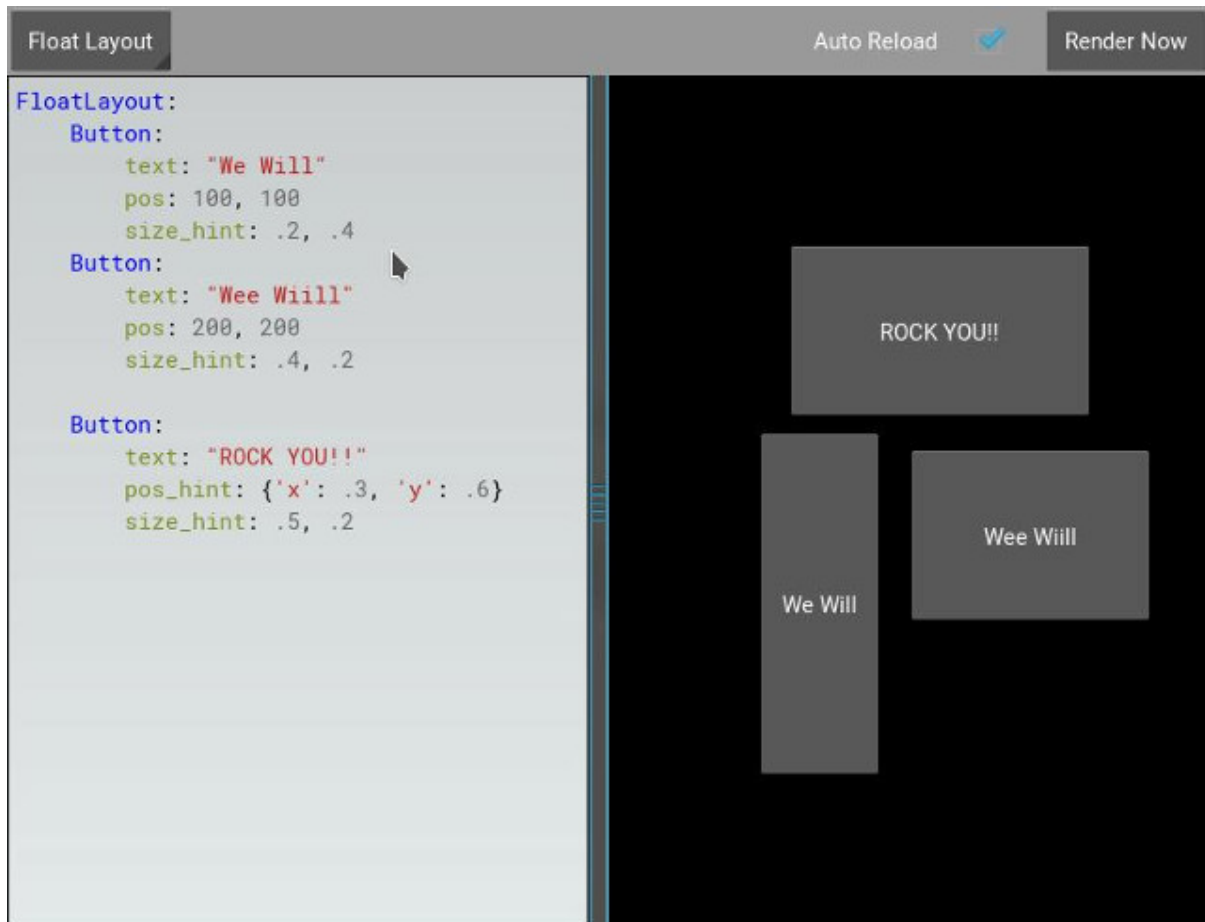 Float Layout
Auto Reload
Render Now
FloatLayout:
    Button:
        text: "We Will"
        pos: 100, 100
        size_hint: .2, .4
    Button:
        text: "Wee Wiill"
        pos: 200, 200
        size_hint: .4, .2
    Button:
        text: "ROCK YOU!!"
        pos_hint: {'x': .3, 'y': .6}
        size_hint: .5, .2
ROCK YOU!!
Wee Wiill
We Will